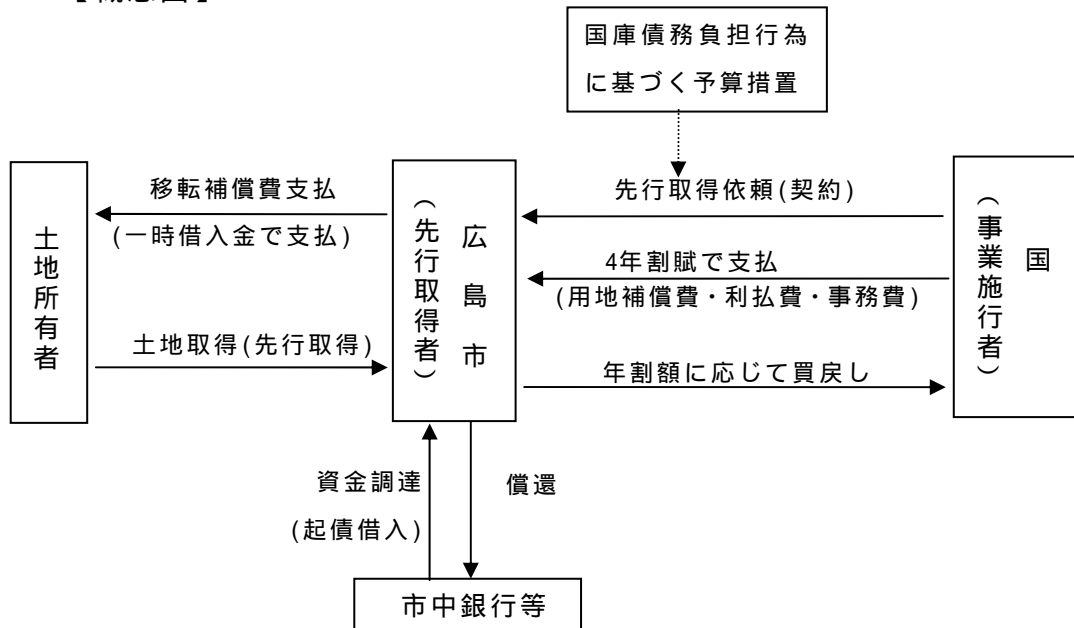 【概念図】
国庫債務負担行為
に基づく予算措置
移転補償費支払
(一時借入金で支払)
土地取得(先行取得)
土地所有者
広島市
(先行取得者)
先行取得依頼(契約)
4年割賦で支払
(用地補償費・利払費・事務費)
年割額に応じて買戻し
国
(事業施行者)
資金調達
(起債借入)
償還
市中銀行等